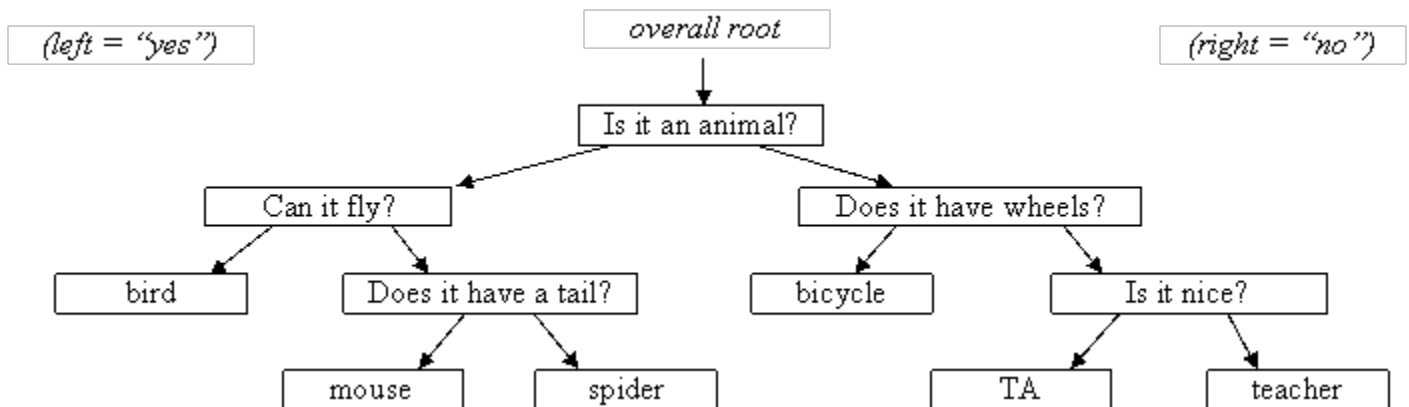 (left = “yes”)
overall root
(right = “no”)
Is it an animal?
Can it fly?
Does it have wheels?
bird
Does it have a tail?
bicycle
Is it nice?
mouse
spider
TA
teacher